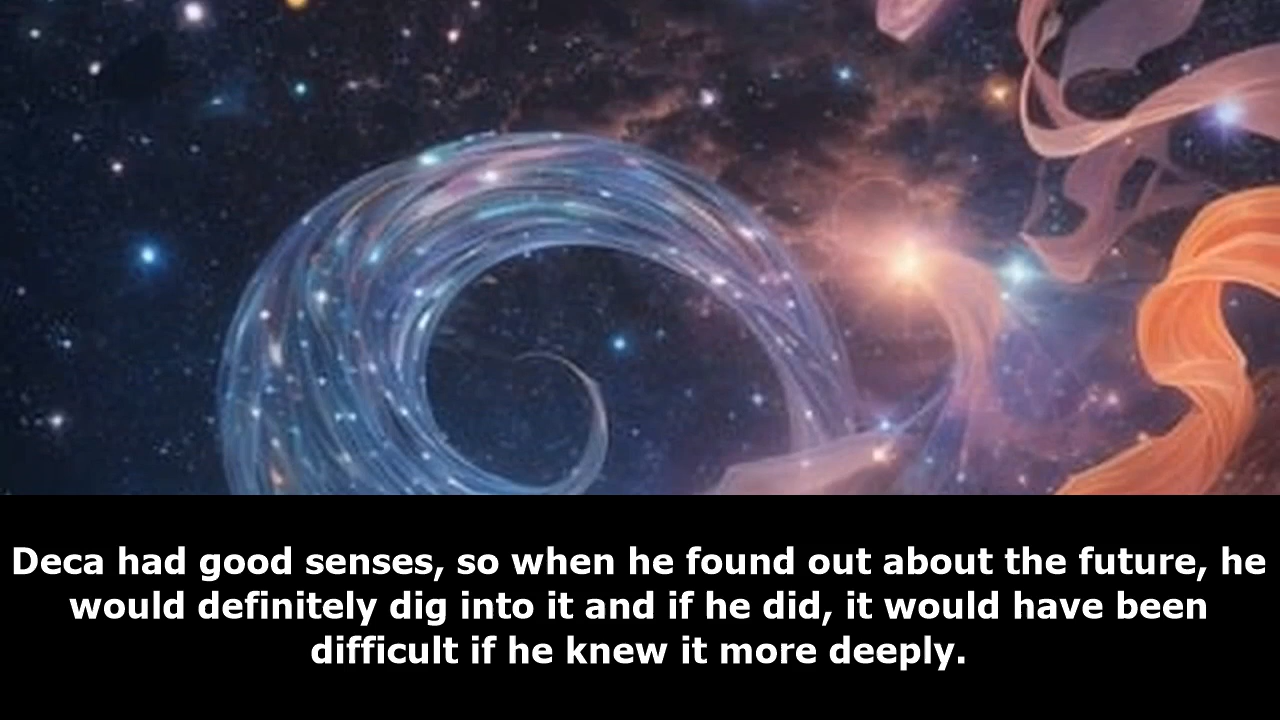 Deca had good senses, so when he found out about the future, he
would definitely dig into it and if he did, it would have been
difficult if he knew it more deeply.